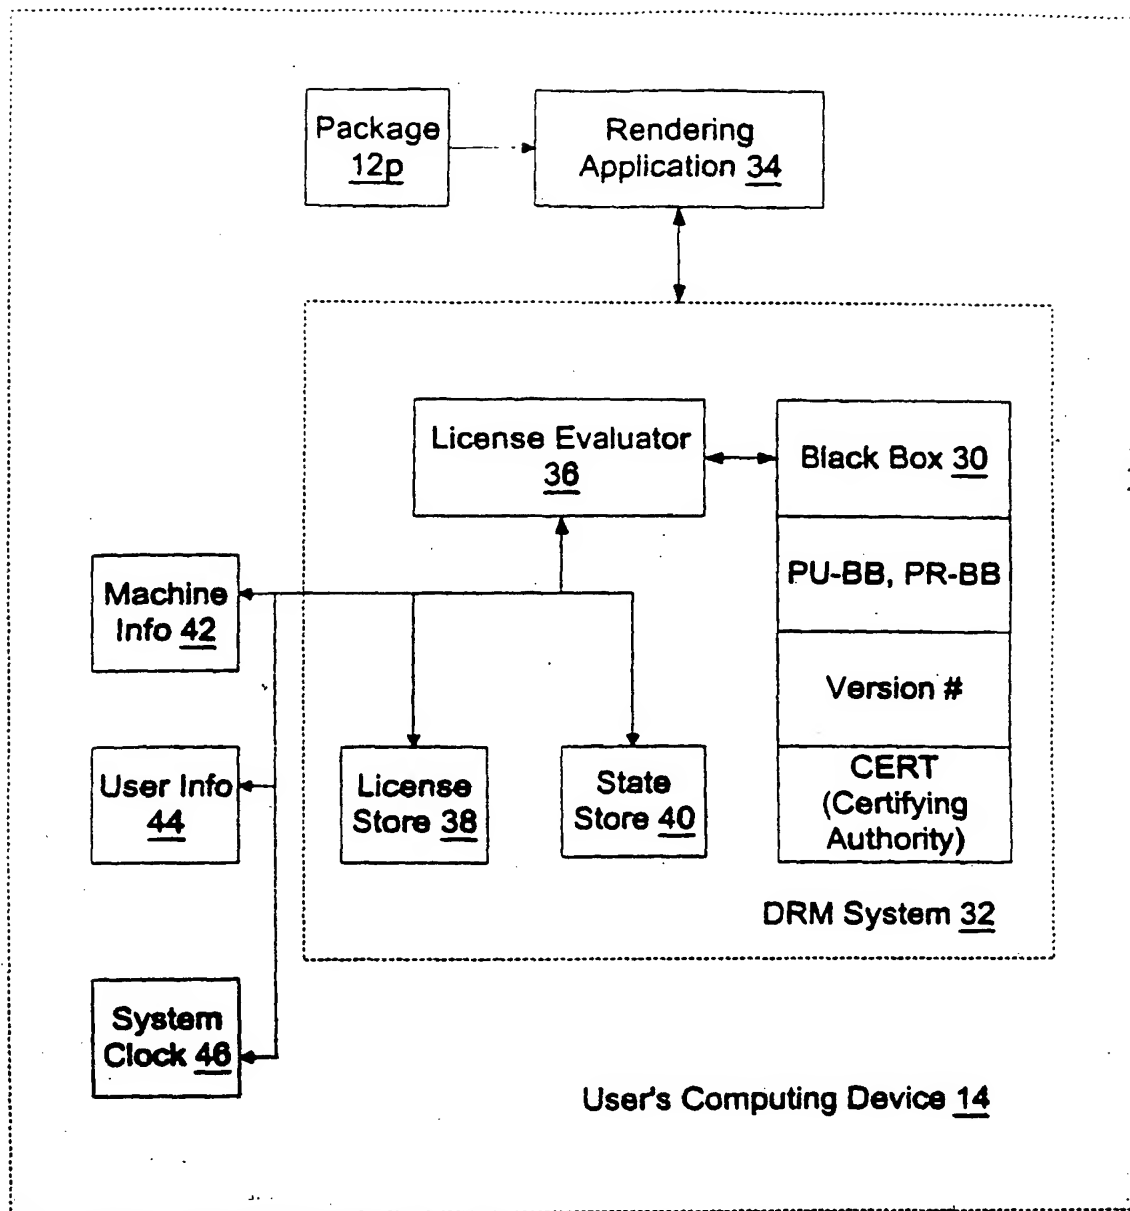 Package
12p
Rendering
Application 34
License Evaluator
36
Black Box 30
PU-BB, PR-BB
Version #
CERT
(Certifying
Authority)
Machine
Info 42
User Info
44
License
Store 38
State
Store 40
DRM System 32
System
Clock 46
User's Computing Device 14